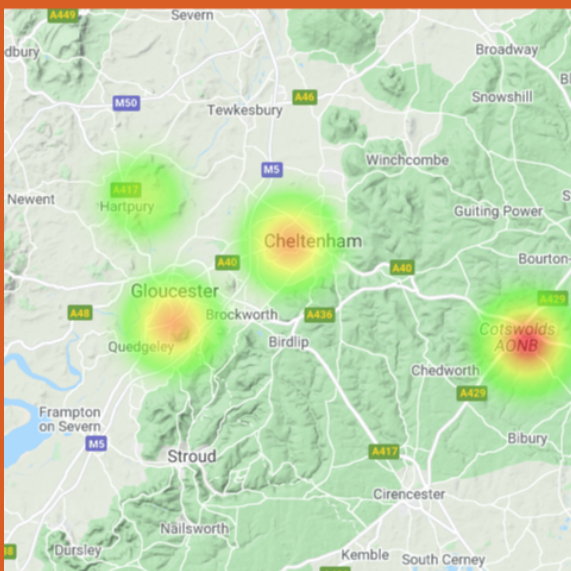 A449
Severn
dbury
Broadway
Bl
M50
A46
Snowshill
Tewkesbury
Winchcombe
M5
A417
Newent
Hartpury
S
Guiting Power
Cheltenham
A40
A40
Bourton-
Gloucester
A429
A48
Brockworth
A436
Cotswolds
AONB
Quedgeley
Birdlip
Chedworth
A429
Frampton
on Severn
M5
Bibury
Stroud
A417
Cirencester
Nailsworth
Dursley
38
Kemble
South Cerney